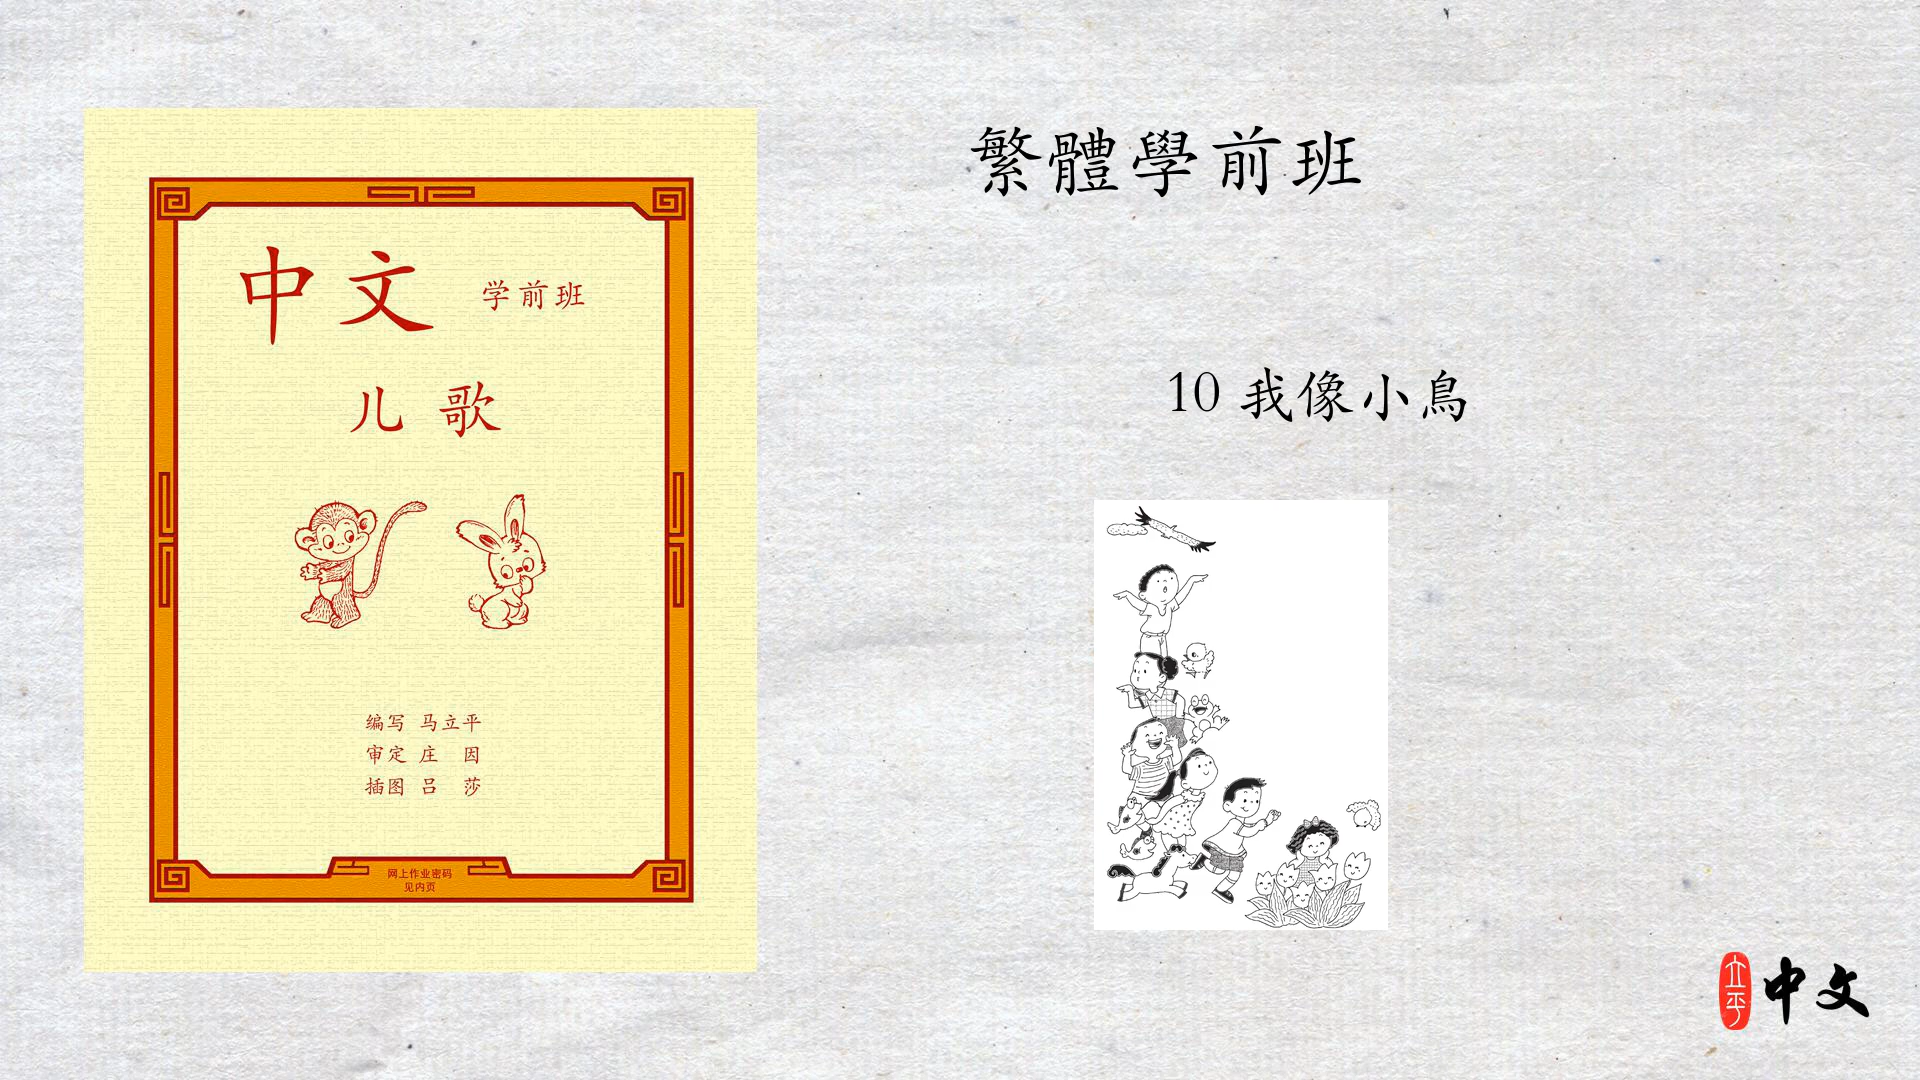 中文 学前班
儿歌
编写 马立平
审定 庄 因
插图 吕 莎
网上作业密码
见内页
繁體學前班
10 我像小鳥
立平 中文